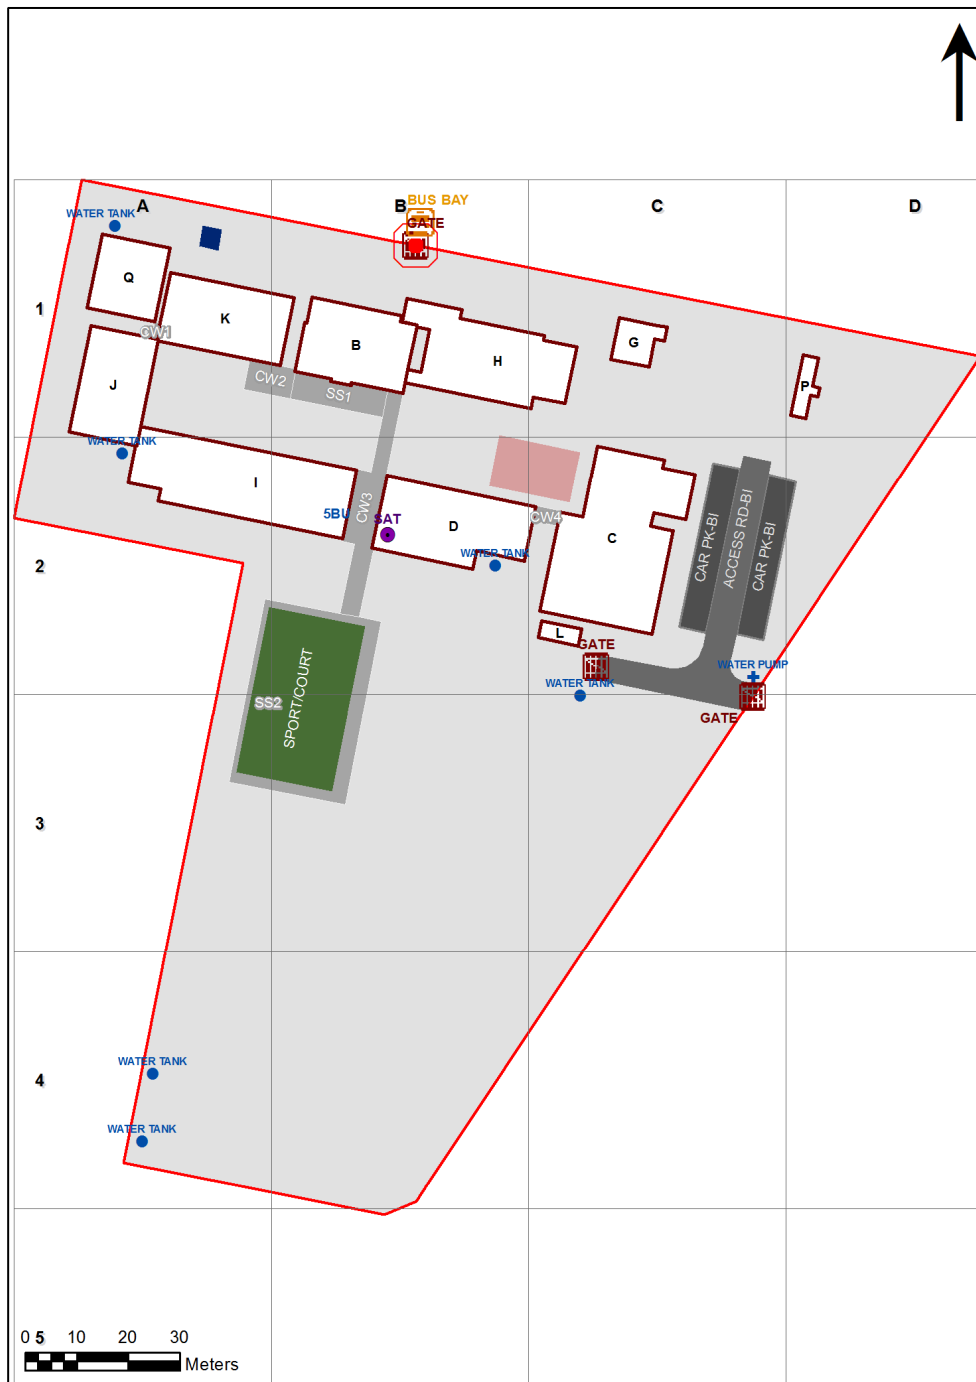 BUS BAY
A
B
C
D
WATER TANK
GATE
Q
1
K
CW1
B
G
H
J
CW2
SS1
P
WATER TANK
I
5BU
CW3
SAT
D
CW4
C
CAR PK-BI
ACCESS RD-BI
CAR PK-BI
WATER TANK
2
L
GATE
WATER PUMP
WATER TANK
GATE
SS2
SPORT/COURT
3
WATER TANK
4
WATER TANK
0 5 10 20 30
Meters